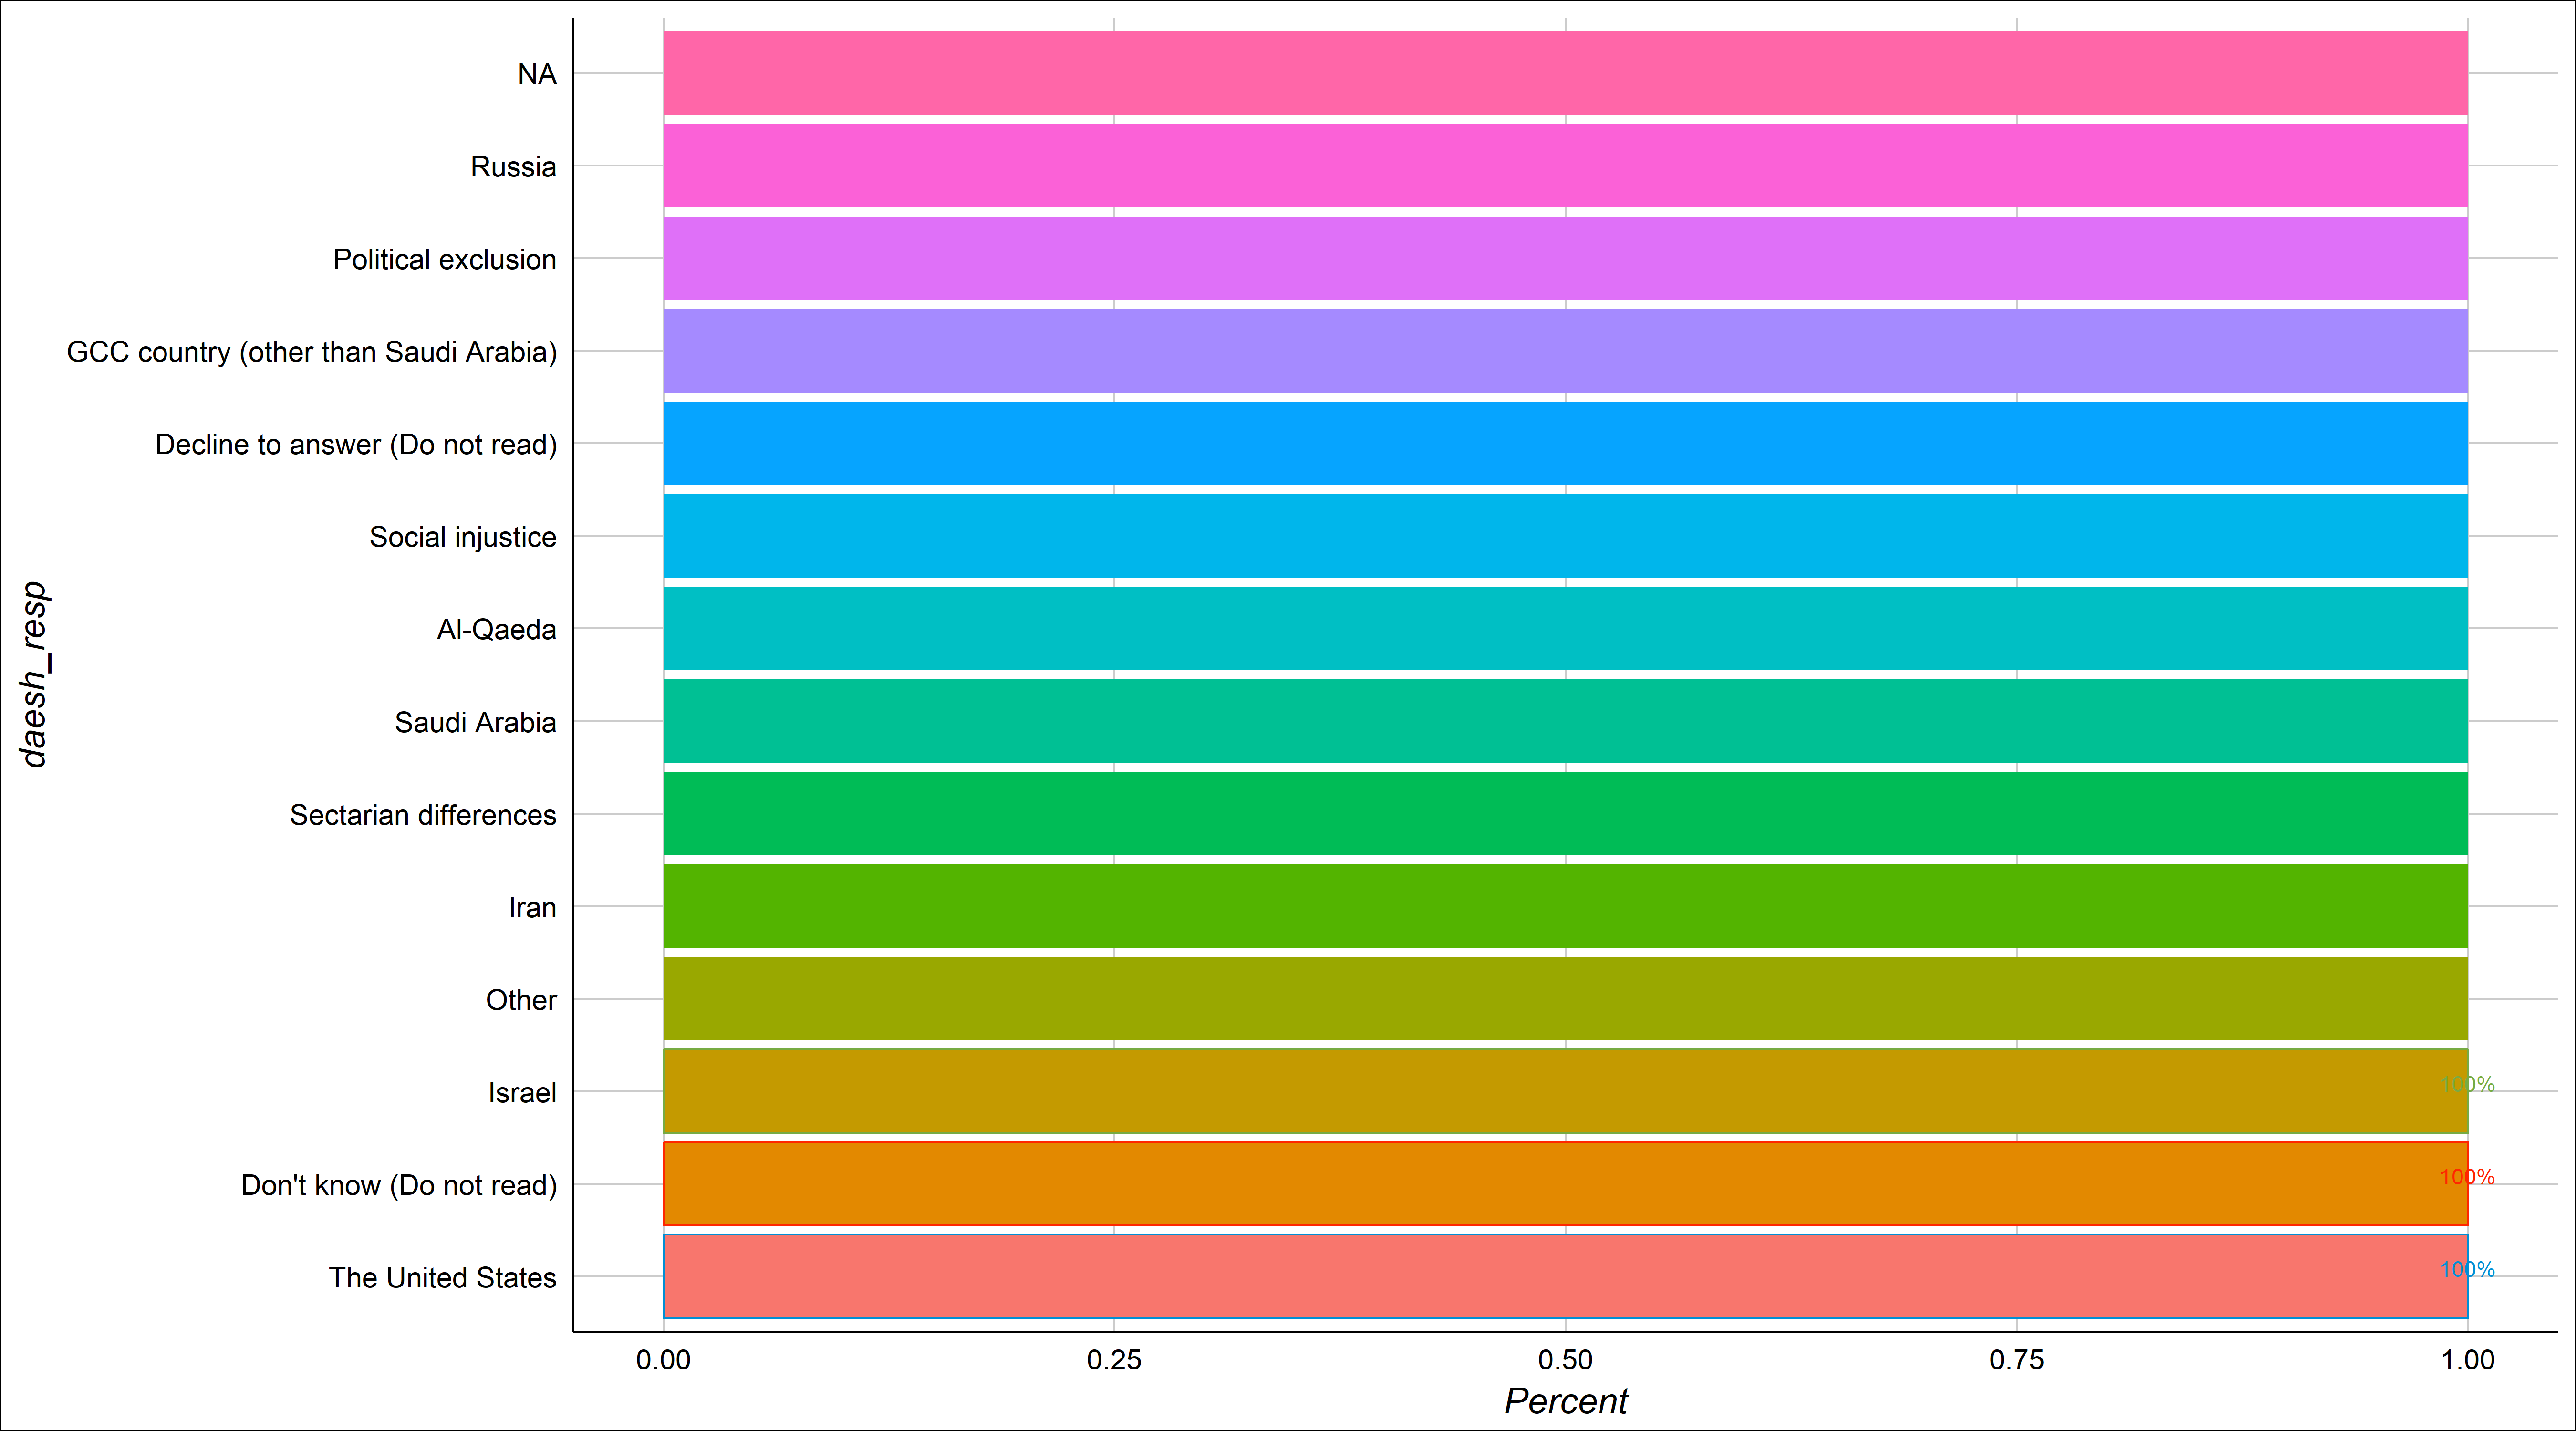 NA
Russia
Political exclusion
GCC country (other than Saudi Arabia)
Decline to answer (Do not read)
Social injustice
Al-Qaeda
Saudi Arabia
Sectarian differences
Iran
Other
Israel
100%
Don't know (Do not read)
100%
The United States
100%
daesh_resp
0.00 0.25 0.50 0.75 1.00
Percent